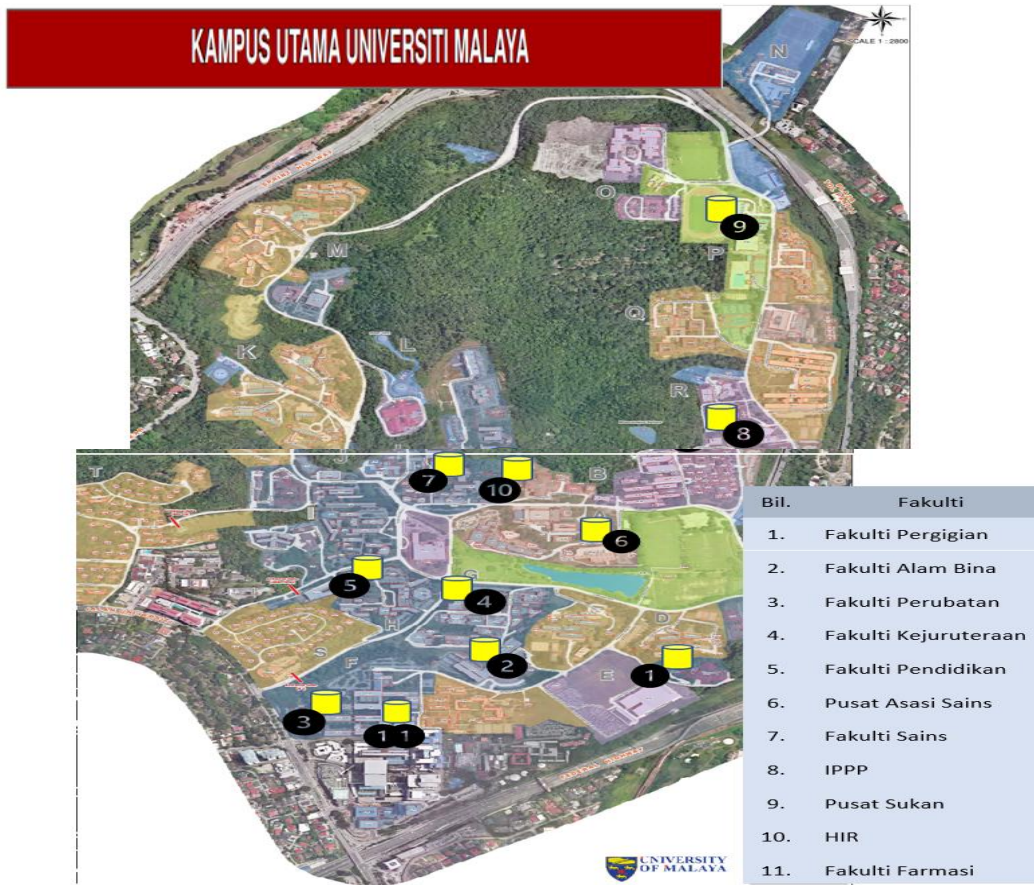 KAMPUS UTAMA UNIVERSITI MALAYA
SCALE 1 : 2800
N
O
9
M
P
Q
K
L
R
8
T
7
10
B
6
5
4
H
D
S
F
2
E
1
3
1 1
FEDERAL HIGHWAY
Bil. Fakulti
1. Fakulti Pergigian
2. Fakulti Alam Bina
3. Fakulti Perubatan
4. Fakulti Kejuruteraan
5. Fakulti Pendidikan
6. Pusat Asasi Sains
7. Fakulti Sains
8. IPPP
9. Pusat Sukan
10. HIR
11. Fakulti Farmasi
UNIVERSITY
OF MALAYA